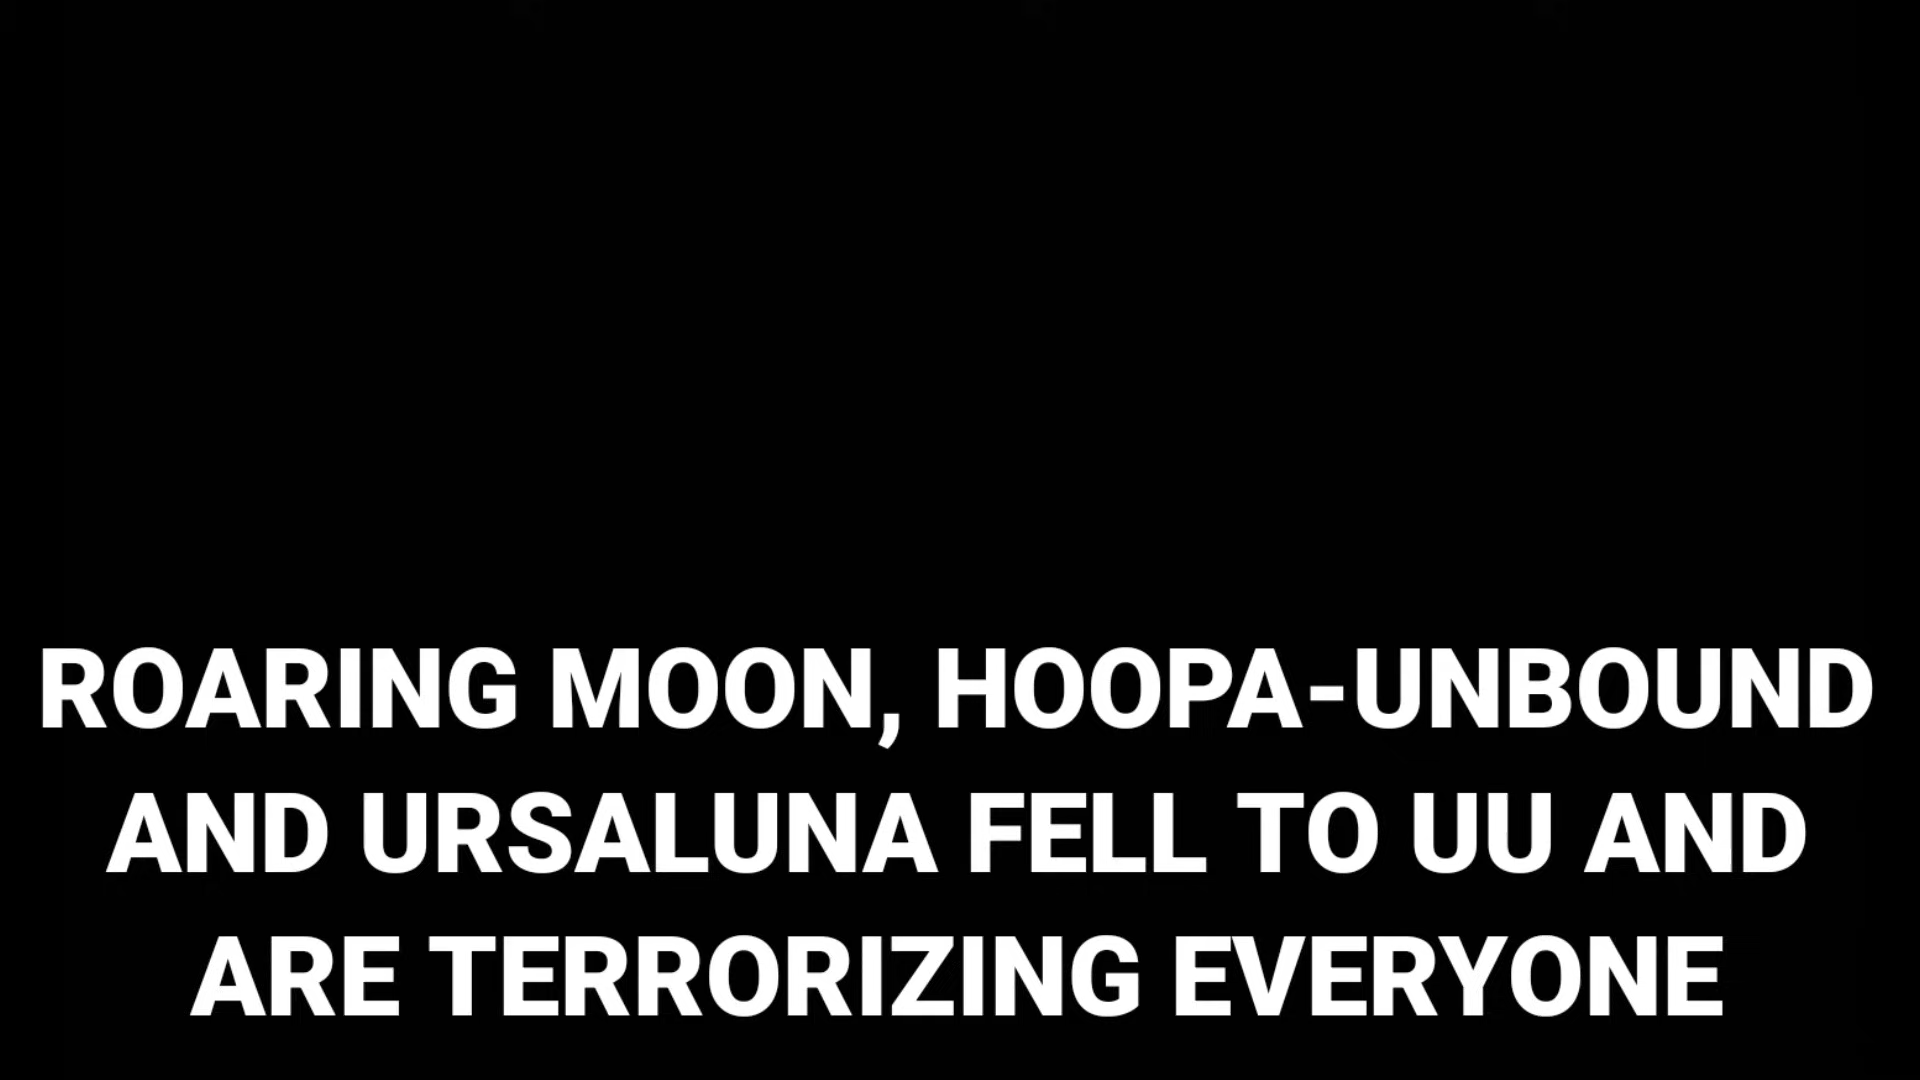 ROARING MOON, HOOPA-UNBOUND
AND URSALUNA FELL TO UU AND
ARE TERRORIZING EVERYONE